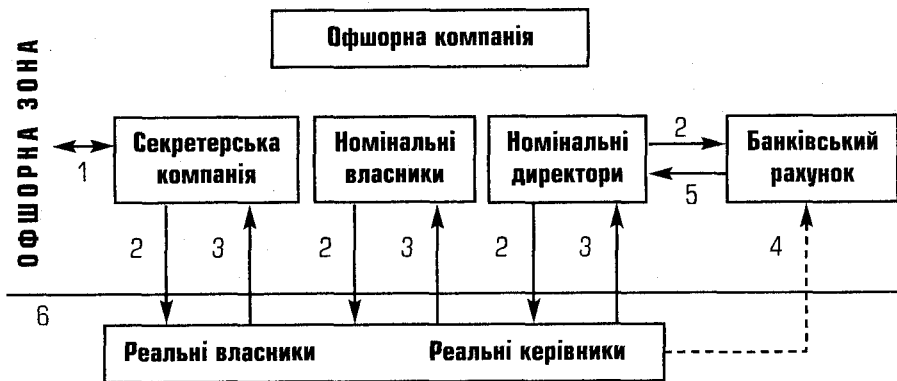 Офшорна компанія
ОФШОРНА ЗОНА
1
Секретерська
компанія
Номінальні
власники
Номінальні
директори
2
5
Банківський
рахунок
2
3
2
3
2
3
4
6
Реальні власники
Реальні керівники